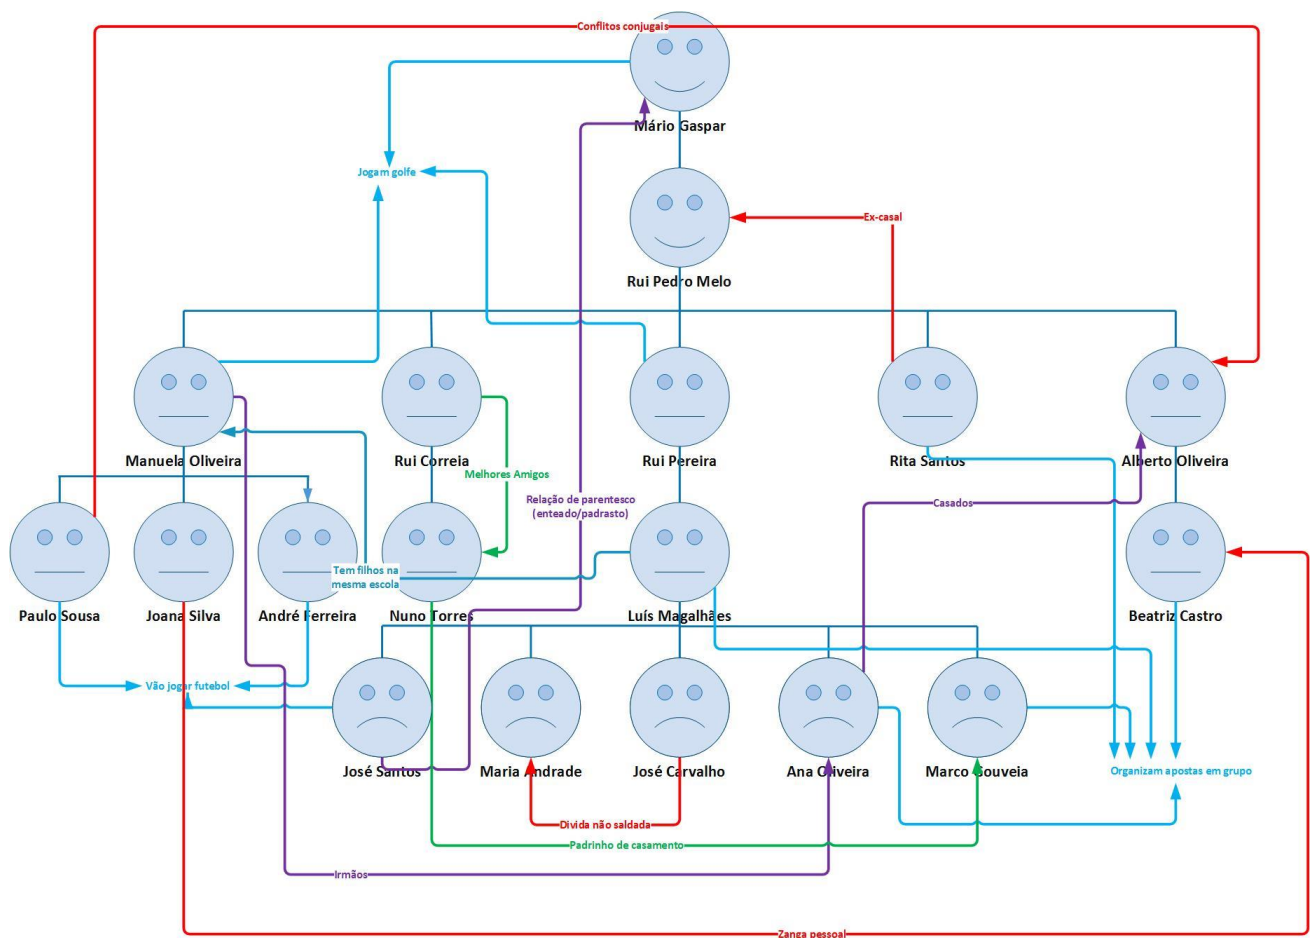 Conflitos conjugais
Mário Gaspar
Jogam golfe
Ex-casal
Rui Pedro Melo
Manuela Oliveira
Rui Correia
Rui Pereira
Rita Santos
Alberto Oliveira
Melhores Amigos
Relação de parentesco
(enteado/padrasto)
Casados
Tem filhos na
mesma escola
Paulo Sousa
Joana Silva
André Ferreira
Nuno Torres
Luís Magalhães
Beatriz Castro
Vão jogar futebol
José Santos
Maria Andrade
José Carvalho
Ana Oliveira
Marco Gouveia
Organizam apostas em grupo
Divida não saldada
Padrinho de casamento
Irmãos
Zanga pessoal